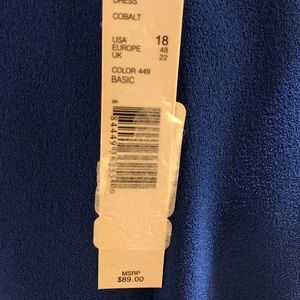 DRESS
COBALT
USA 18
EUROPE 48
UK 22
COLOR 449
BASIC
MSRP
$89.00